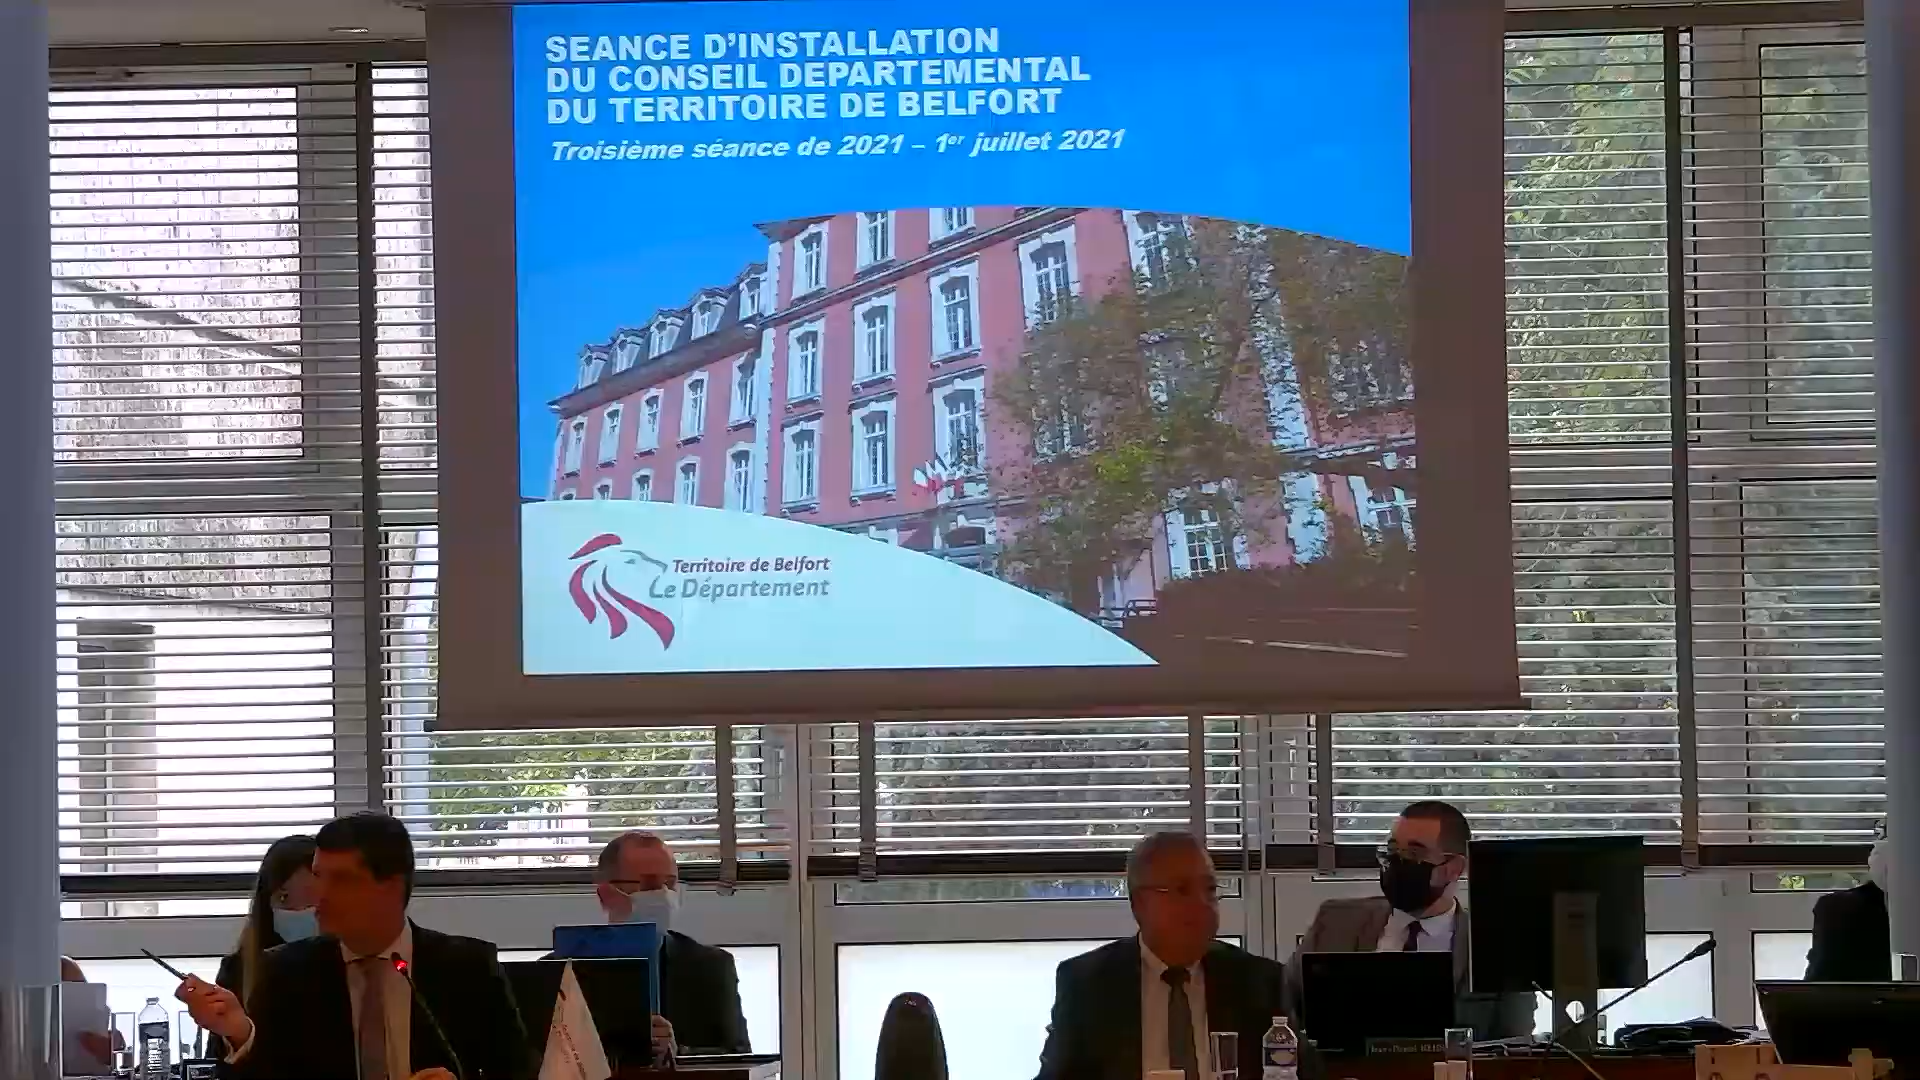 SEANCE D'INSTALLATION
DU CONSEIL DEPARTEMENTAL
DU TERRITOIRE DE BELFORT
Troisième séance de 2021 – 1er juillet 2021
Territoire de Belfort
Le Département